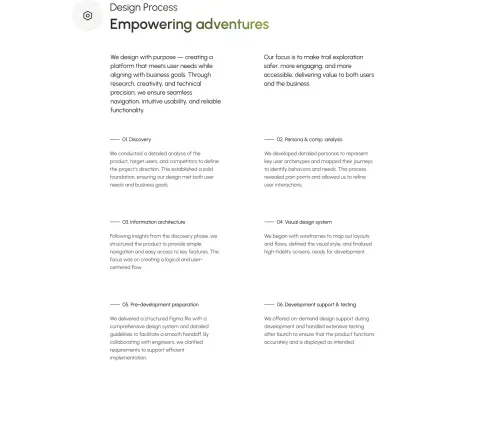 Design Process
Empowering adventures
We design with purpose — creating a
platform that meets user needs while
aligning with business goals. Through
research, creativity, and technical
precision, we ensure seamless
navigation, intuitive usability, and reliable
functionality.
Our focus is to make trail exploration
safer, more engaging, and more
accessible, delivering value to both users
and the business.
01. Discovery
We conducted a detailed analysis of the
product, target users, and competitors to define
the project's direction. This established a solid
foundation, ensuring our design met both user
needs and business goals.
02. Persona & comp. analysis
We developed detailed personas to represent
key user archetypes and mapped their journeys
to identify behaviors and needs. This process
revealed pain points and allowed us to refine
user interactions.
03. Information architecture
Following insights from the discovery phase, we
structured the product to provide simple
navigation and easy access to key features. The
focus was on creating a logical and user-
centered flow.
04. Visual design system
We began with wireframes to map out layouts
and flows, defined the visual style, and finalized
high-fidelity screens, ready for development.
05. Pre-development preparation
We delivered a structured Figma file with a
comprehensive design system and detailed
guidelines to facilitate a smooth handoff. By
collaborating with engineers, we clarified
requirements to support efficient
implementation.
06. Development support & testing
We offered on-demand design support during
development and handled extensive testing
after launch to ensure that the product functions
accurately and is displayed as intended.